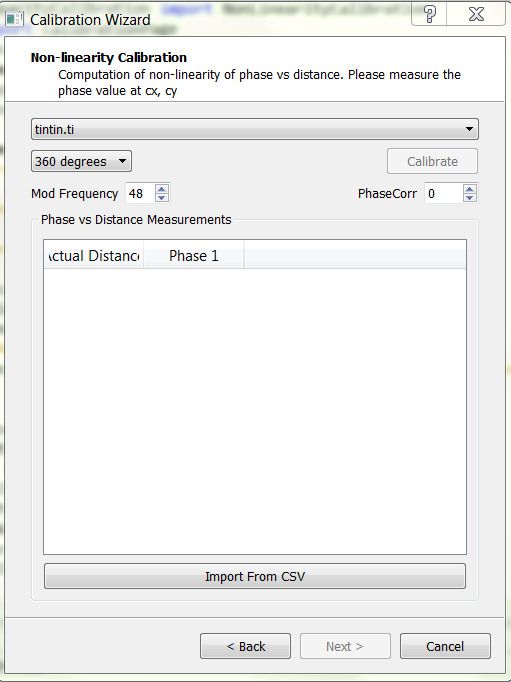 Calibration Wizard
Non-linearity Calibration
Computation of non-linearity of phase vs distance. Please measure the
phase value at cx, cy
tintin.ti
360 degrees
Calibrate
Mod Frequency 48
PhaseCorr 0
Phase vs Distance Measurements
ctual Distanc Phase 1
Import From CSV
< Back Next > Cancel